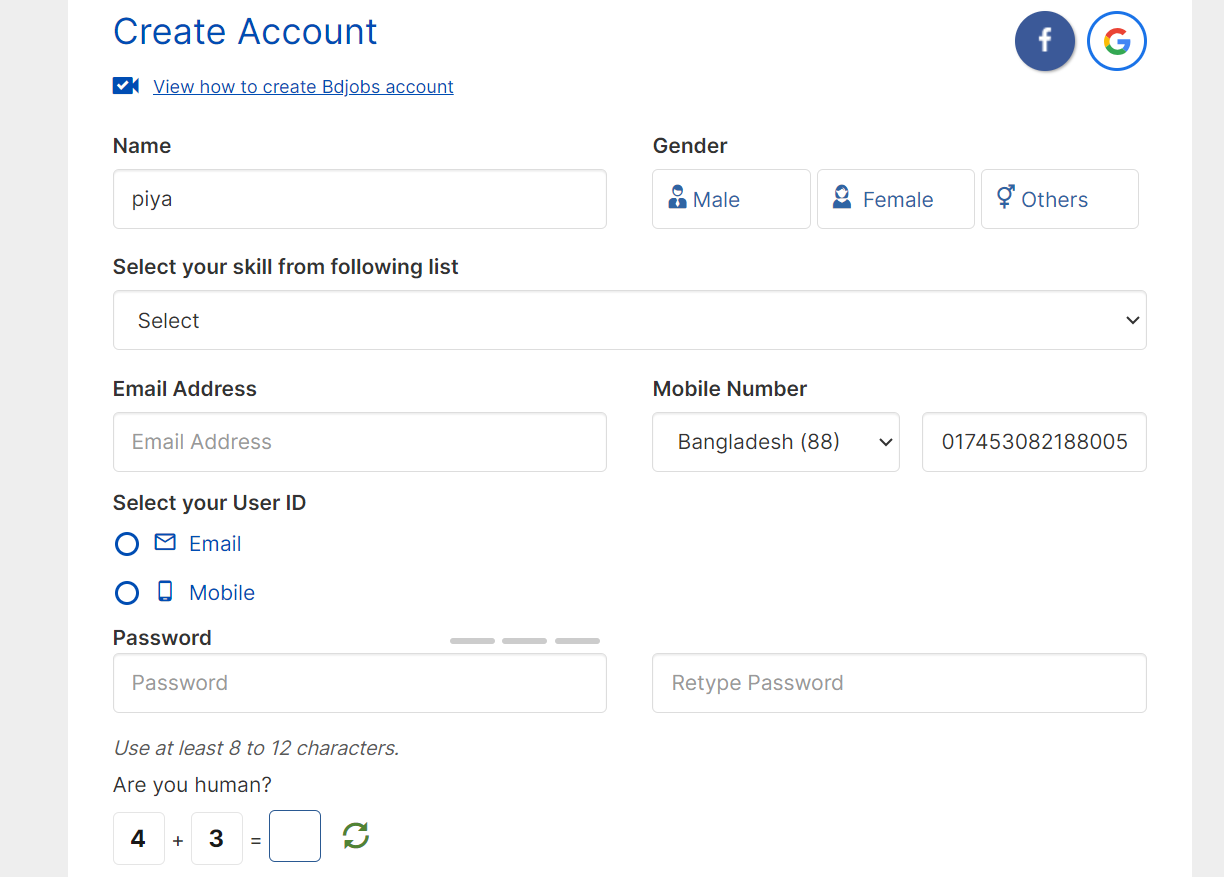 Create Account
f G
View how to create Bdjobs account
Name Gender
piya Male Female Others
Select your skill from following list
Select
Email Address Mobile Number
Email Address Bangladesh (88) 017453082188005
Select your User ID
Email
Mobile
Password
Password Retype Password
Use at least 8 to 12 characters.
Are you human?
4 + 3 =